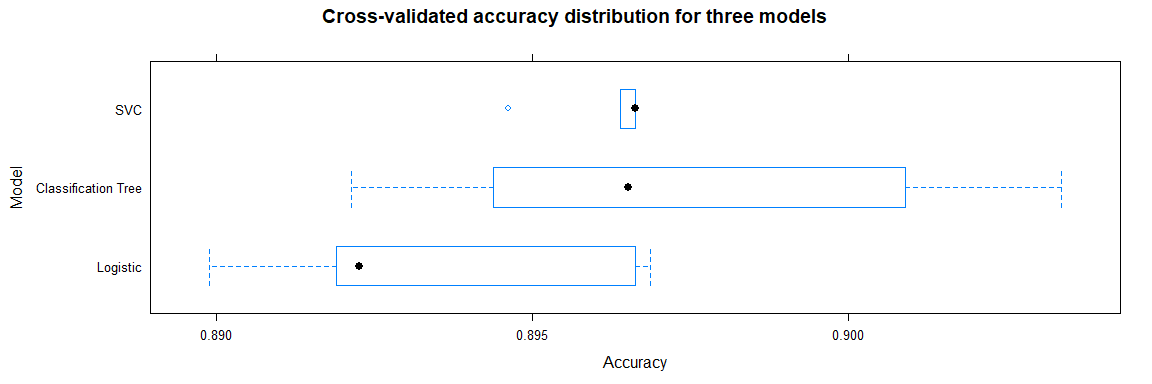 Cross-validated accuracy distribution for three models
SVC
Classification Tree
Logistic
Model
0.890 0.895 0.900
Accuracy